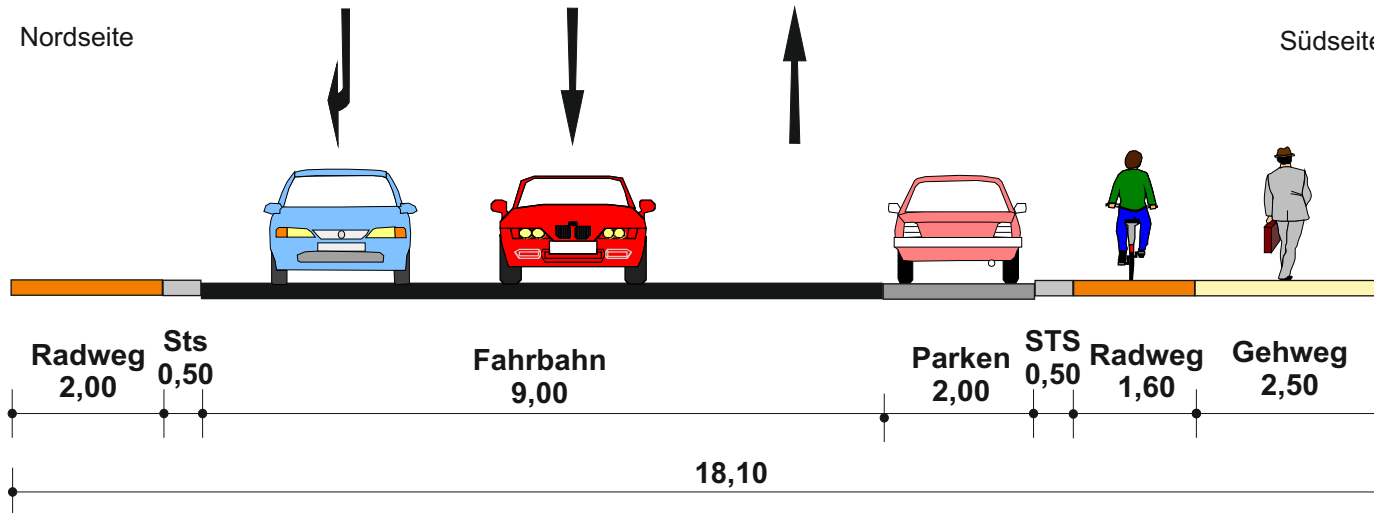 Nordseite
Südseite
Radweg
2,00
Sts
0,50
Fahrbahn
9,00
Parken
2,00
STS
0,50
Radweg
1,60
Gehweg
2,50
18,10